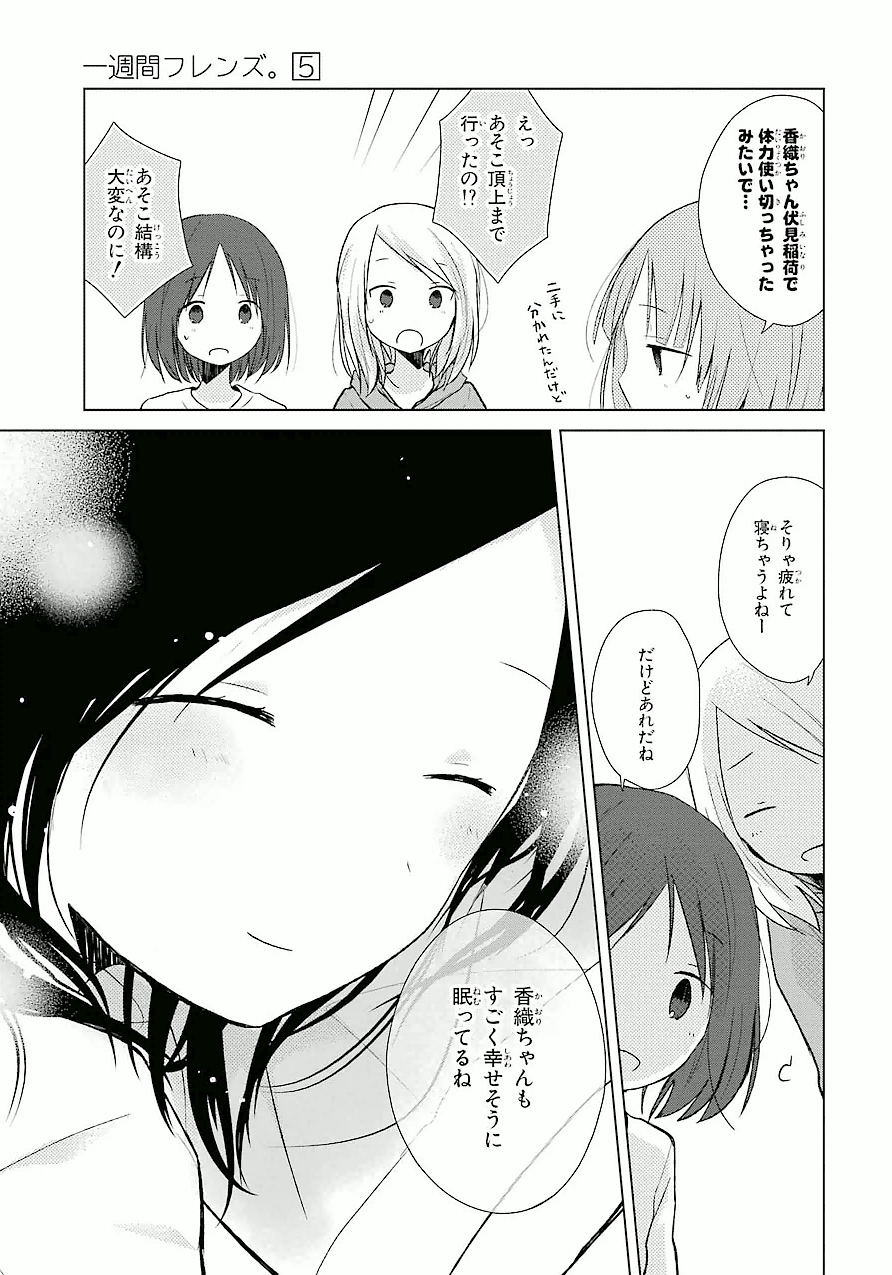 一週間フレンズ。5
香織ちゃん伏見稲荷で
体力使い切っちゃった
みたいで…
えっ
あそこ頂上まで
行ったの!?
二手に
分かれたんだけど
あそこ結構
大変なのに!
そりゃ疲れて
寝ちゃうよねー
だけどあれだね
香織ちゃんも
すごく幸せそうに
眠ってるね